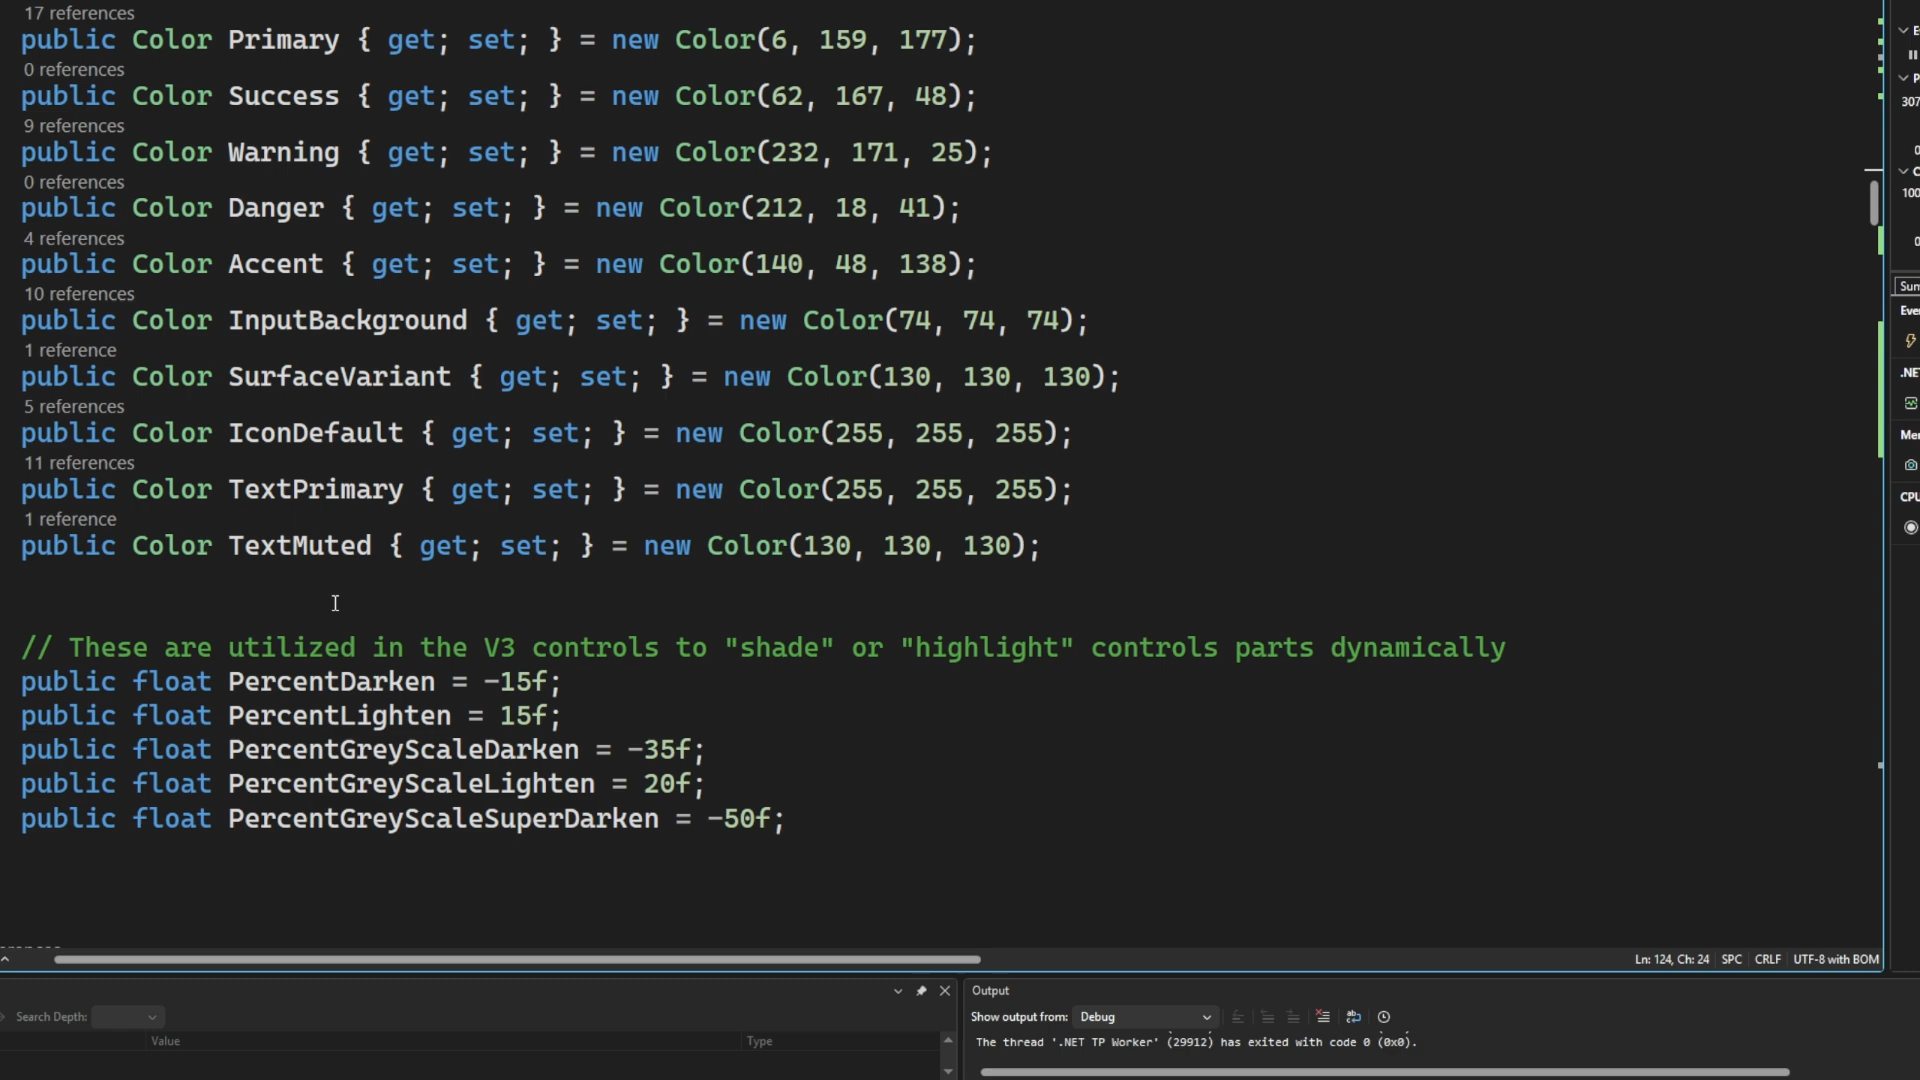 17 references
public Color Primary { get; set; } = new Color(6, 159, 177);
0 references
public Color Success { get; set; } = new Color(62, 167, 48);
9 references
public Color Warning { get; set; } = new Color(232, 171, 25);
0 references
public Color Danger { get; set; } = new Color(212, 18, 41);
4 references
public Color Accent { get; set; } = new Color(140, 48, 138);
10 references
public Color InputBackground { get; set; } = new Color(74, 74, 74);
1 reference
public Color SurfaceVariant { get; set; } = new Color(130, 130, 130);
5 references
public Color IconDefault { get; set; } = new Color(255, 255, 255);
11 references
public Color TextPrimary { get; set; } = new Color(255, 255, 255);
1 reference
public Color TextMuted { get; set; } = new Color(130, 130, 130);
// These are utilized in the V3 controls to "shade" or "highlight" controls parts dynamically
public float PercentDarken = -15f;
public float PercentLighten = 15f;
public float PercentGreyScaleDarken = -35f;
public float PercentGreyScaleLighten = 20f;
public float PercentGreyScaleSuperDarken = -50f;
Ln: 124, Ch: 24 SPC CRLF UTF-8 with BOM
Search Depth:
Value Type
Output
Show output from: Debug
The thread '.NET TP Worker' (29912) has exited with code 0 (0x0).
307
100
Sum
Eve
.NE
Me
CPU